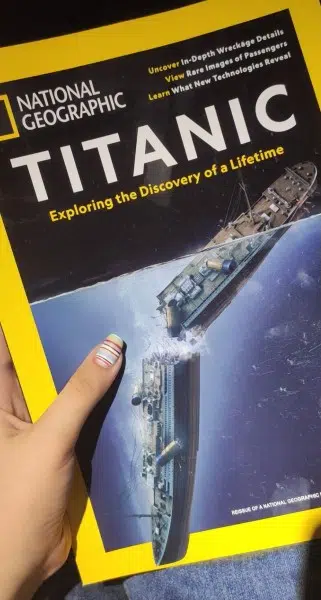 Uncover In-Depth Wreckage Details
View Rare Images of Passengers
Learn What New Technologies Reveal
NATIONAL
GEOGRAPHIC
TITANIC
Exploring the Discovery of a Lifetime
REISSUE OF A NATIONAL GEOGRAPHIC